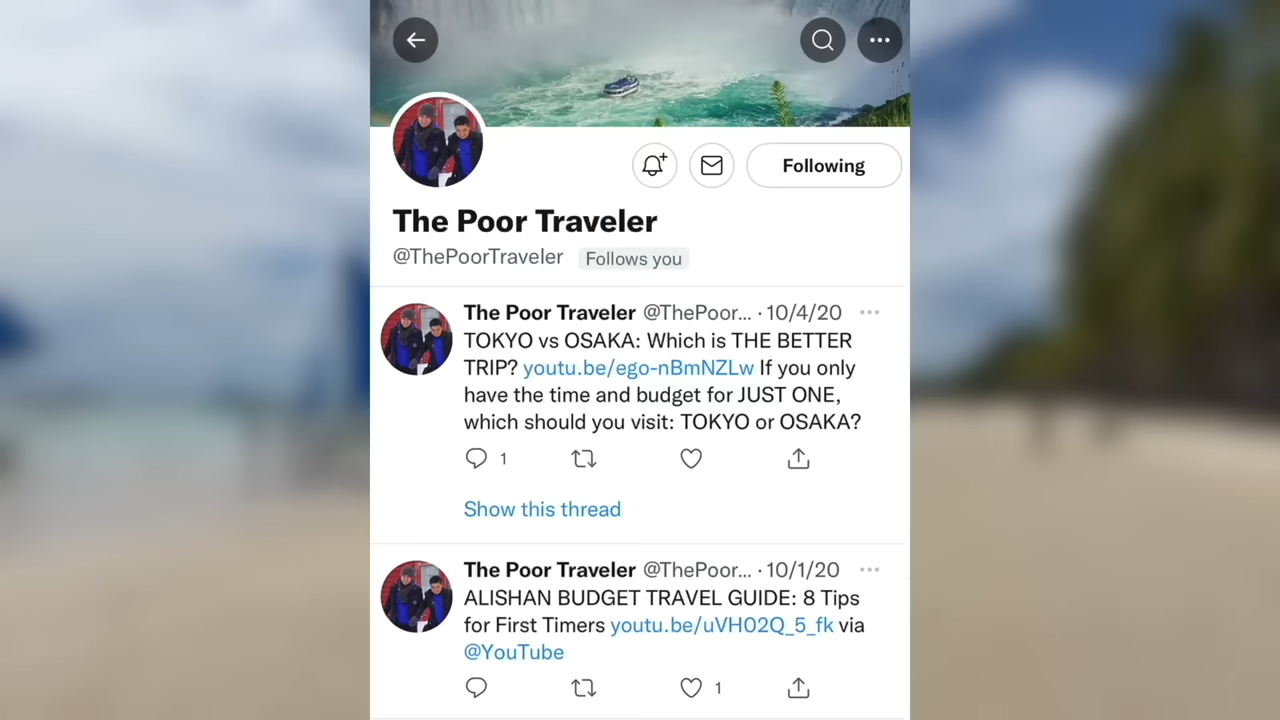 Following
The Poor Traveler
@ThePoorTraveler Follows you
The Poor Traveler @ThePoor... · 10/4/20
TOKYO vs OSAKA: Which is THE BETTER
TRIP? youtu.be/ego-nBmNZLw If you only
have the time and budget for JUST ONE,
which should you visit: TOKYO or OSAKA?
1
Show this thread
The Poor Traveler @ThePoor... · 10/1/20
ALISHAN BUDGET TRAVEL GUIDE: 8 Tips
for First Timers youtu.be/uVH02Q_5_fk via
@YouTube
1